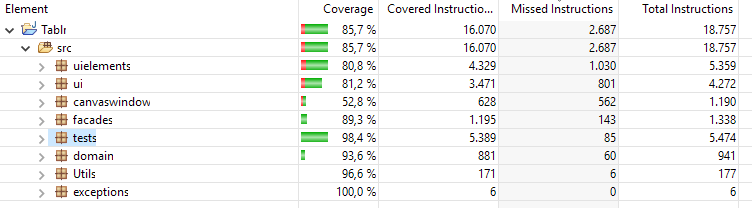 Element Coverage Covered Instructio... Missed Instructions Total Instructions
Tablr 85,7 % 16.070 2.687 18.757
src 85,7 % 16.070 2.687 18.757
uielements 80,8 % 4.329 1.030 5.359
ui 81,2 % 3.471 801 4.272
canvaswindow 52,8 % 628 562 1.190
facades 89,3 % 1.195 143 1.338
tests 98,4 % 5.389 85 5.474
domain 93,6 % 881 60 941
Utils 96,6 % 171 6 177
exceptions 100,0 % 6 0 6